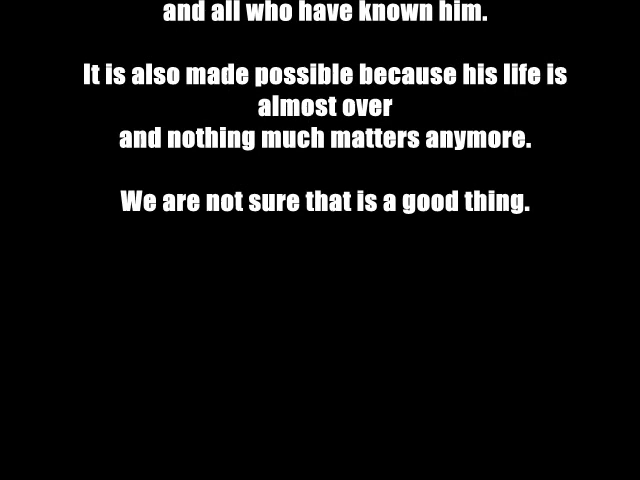 and all who have known him.
It is also made possible because his life is
almost over
and nothing much matters anymore.
We are not sure that is a good thing.